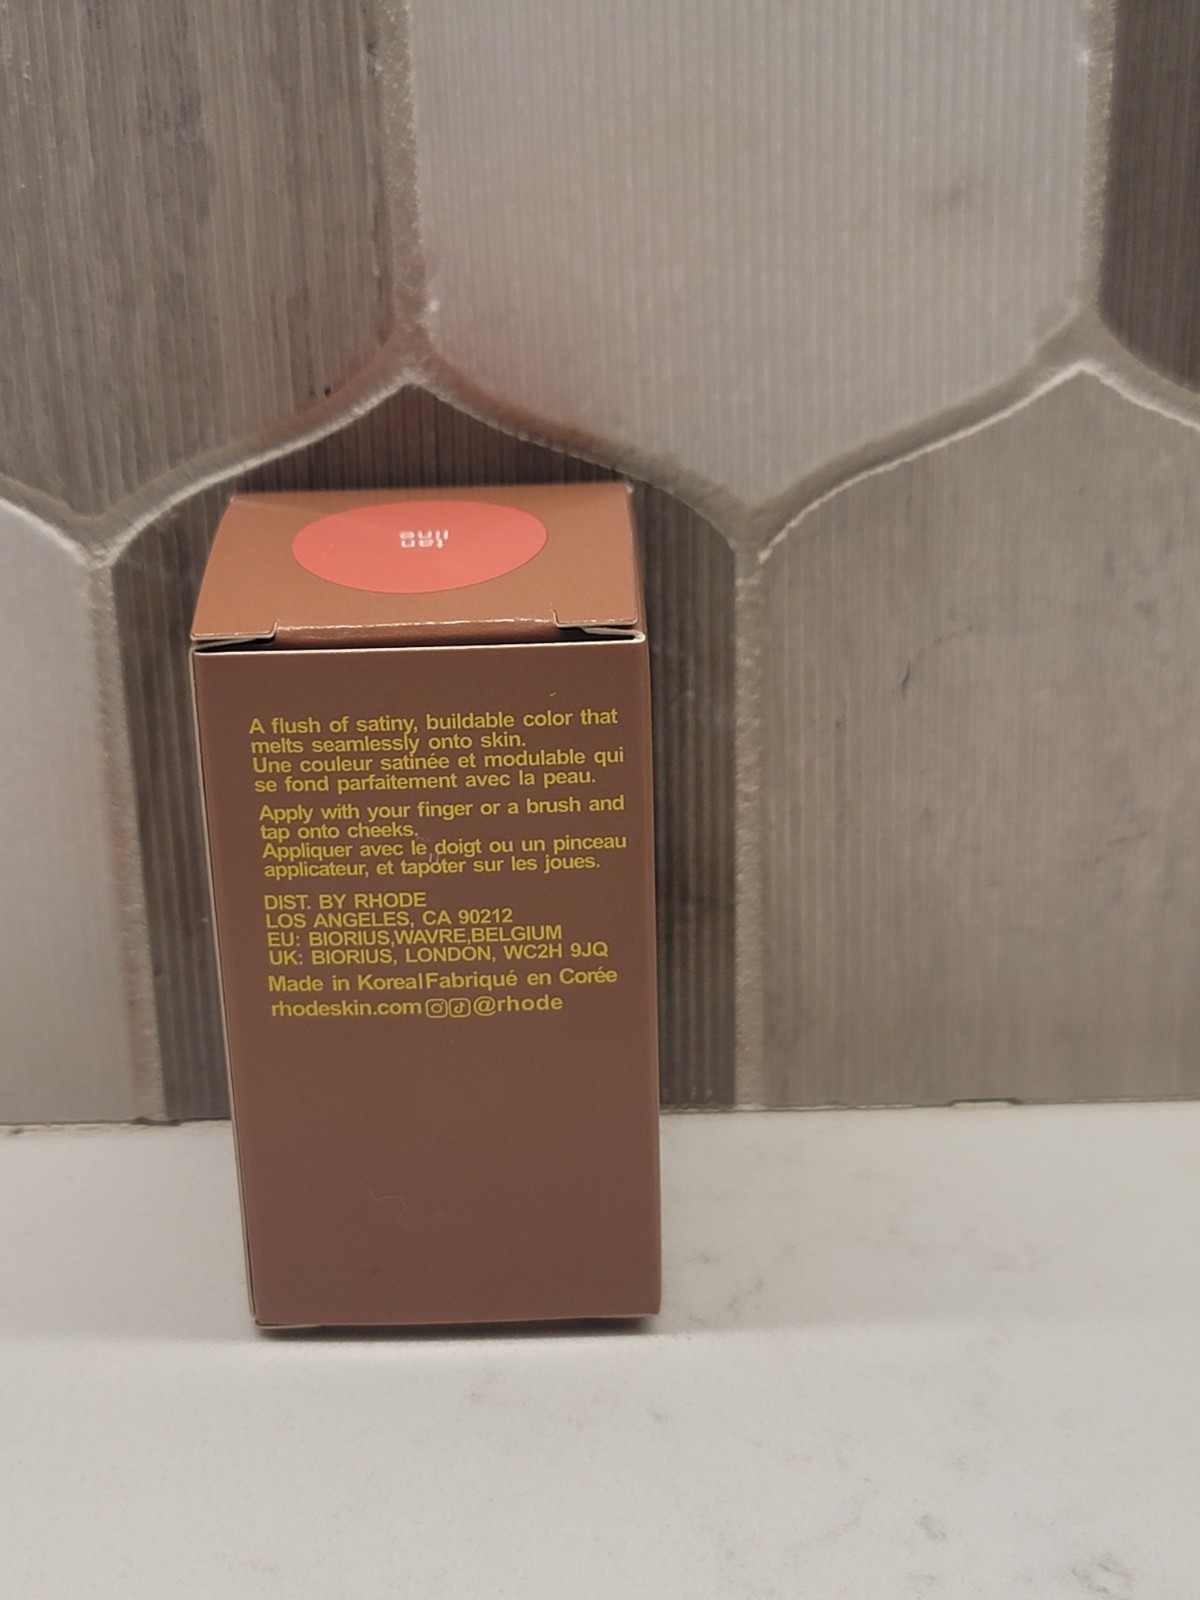 tan
line
A flush of satiny, buildable color that
melts seamlessly onto skin.
Une couleur satinée et modulable qui
se fond parfaitement avec la peau.
Apply with your finger or a brush and
tap onto cheeks.
Appliquer avec le doigt ou un pinceau
applicateur, et tapoter sur les joues.
DIST. BY RHODE
LOS ANGELES, CA 90212
EU: BIORIUS,WAVRE,BELGIUM
UK: BIORIUS, LONDON, WC2H 9JQ
Made in Korea|Fabriqué en Corée
rhodeskin.com @rhode